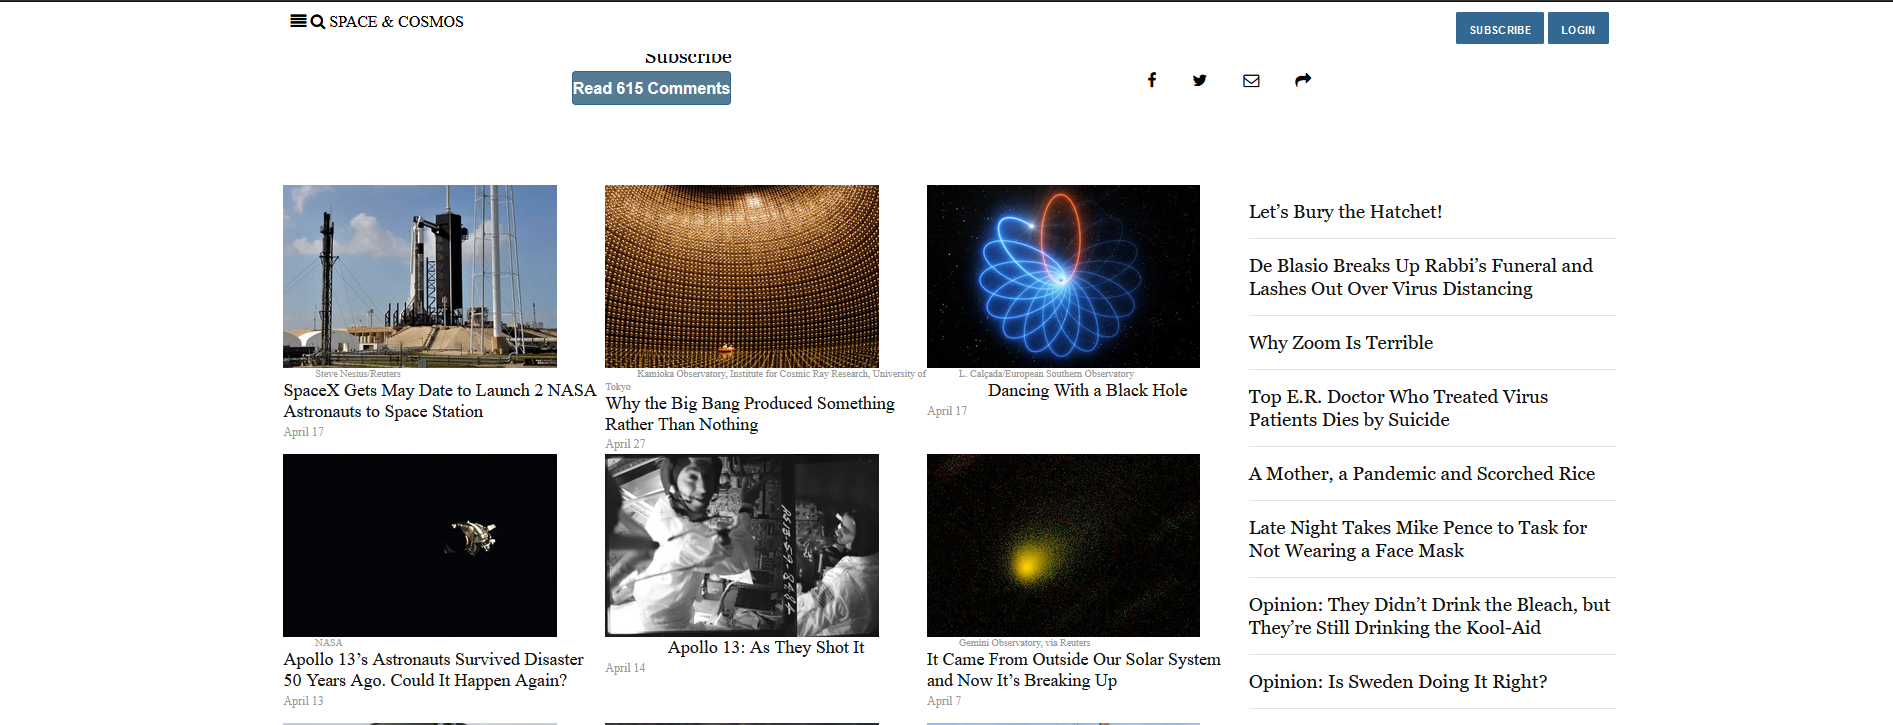 SPACE & COSMOS
SUBSCRIBE
LOGIN
Subscribe
Read 615 Comments
Steve Nesius/Reuters
SpaceX Gets May Date to Launch 2 NASA
Astronauts to Space Station
April 17
Kamioka Observatory, Institute for Cosmic Ray Research, University of
Tokyo
Why the Big Bang Produced Something
Rather Than Nothing
April 27
L. Calçada/European Southern Observatory
Dancing With a Black Hole
April 17
NASA
Apollo 13’s Astronauts Survived Disaster
50 Years Ago. Could It Happen Again?
April 13
AS13-59-8484
Apollo 13: As They Shot It
April 14
Gemini Observatory, via Reuters
It Came From Outside Our Solar System
and Now It’s Breaking Up
April 7
Let’s Bury the Hatchet!
De Blasio Breaks Up Rabbi’s Funeral and
Lashes Out Over Virus Distancing
Why Zoom Is Terrible
Top E.R. Doctor Who Treated Virus
Patients Dies by Suicide
A Mother, a Pandemic and Scorched Rice
Late Night Takes Mike Pence to Task for
Not Wearing a Face Mask
Opinion: They Didn’t Drink the Bleach, but
They’re Still Drinking the Kool-Aid
Opinion: Is Sweden Doing It Right?